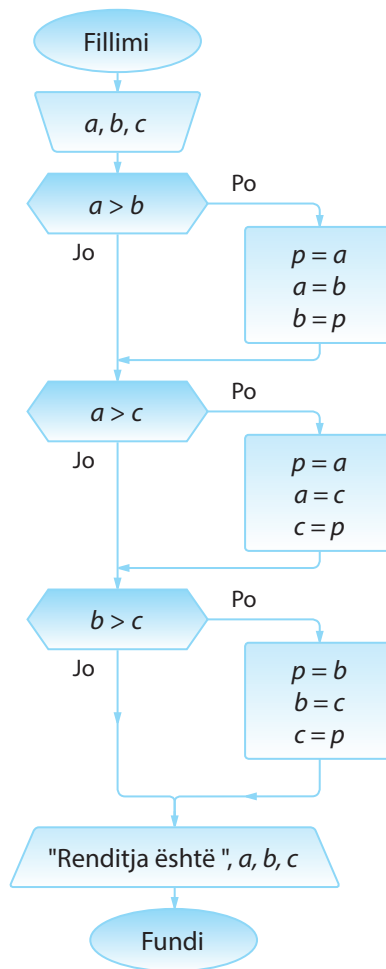 Fillimi
a, b, c
a > b
Po
Jo
p = a
a = b
b = p
a > c
Po
Jo
p = a
a = c
c = p
b > c
Po
Jo
p = b
b = c
c = p
"Renditja është ", a, b, c
Fundi